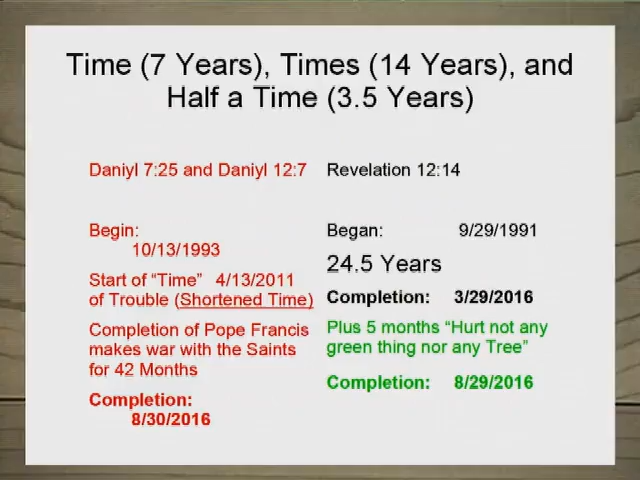 Time (7 Years), Times (14 Years), and
Half a Time (3.5 Years)
Daniyl 7:25 and Daniyl 12:7
Begin:
10/13/1993
Start of “Time” 4/13/2011
of Trouble (Shortened Time)
Completion of Pope Francis
makes war with the Saints
for 42 Months
Completion:
8/30/2016
Revelation 12:14
Began: 9/29/1991
24.5 Years
Completion: 3/29/2016
Plus 5 months “Hurt not any
green thing nor any Tree”
Completion: 8/29/2016